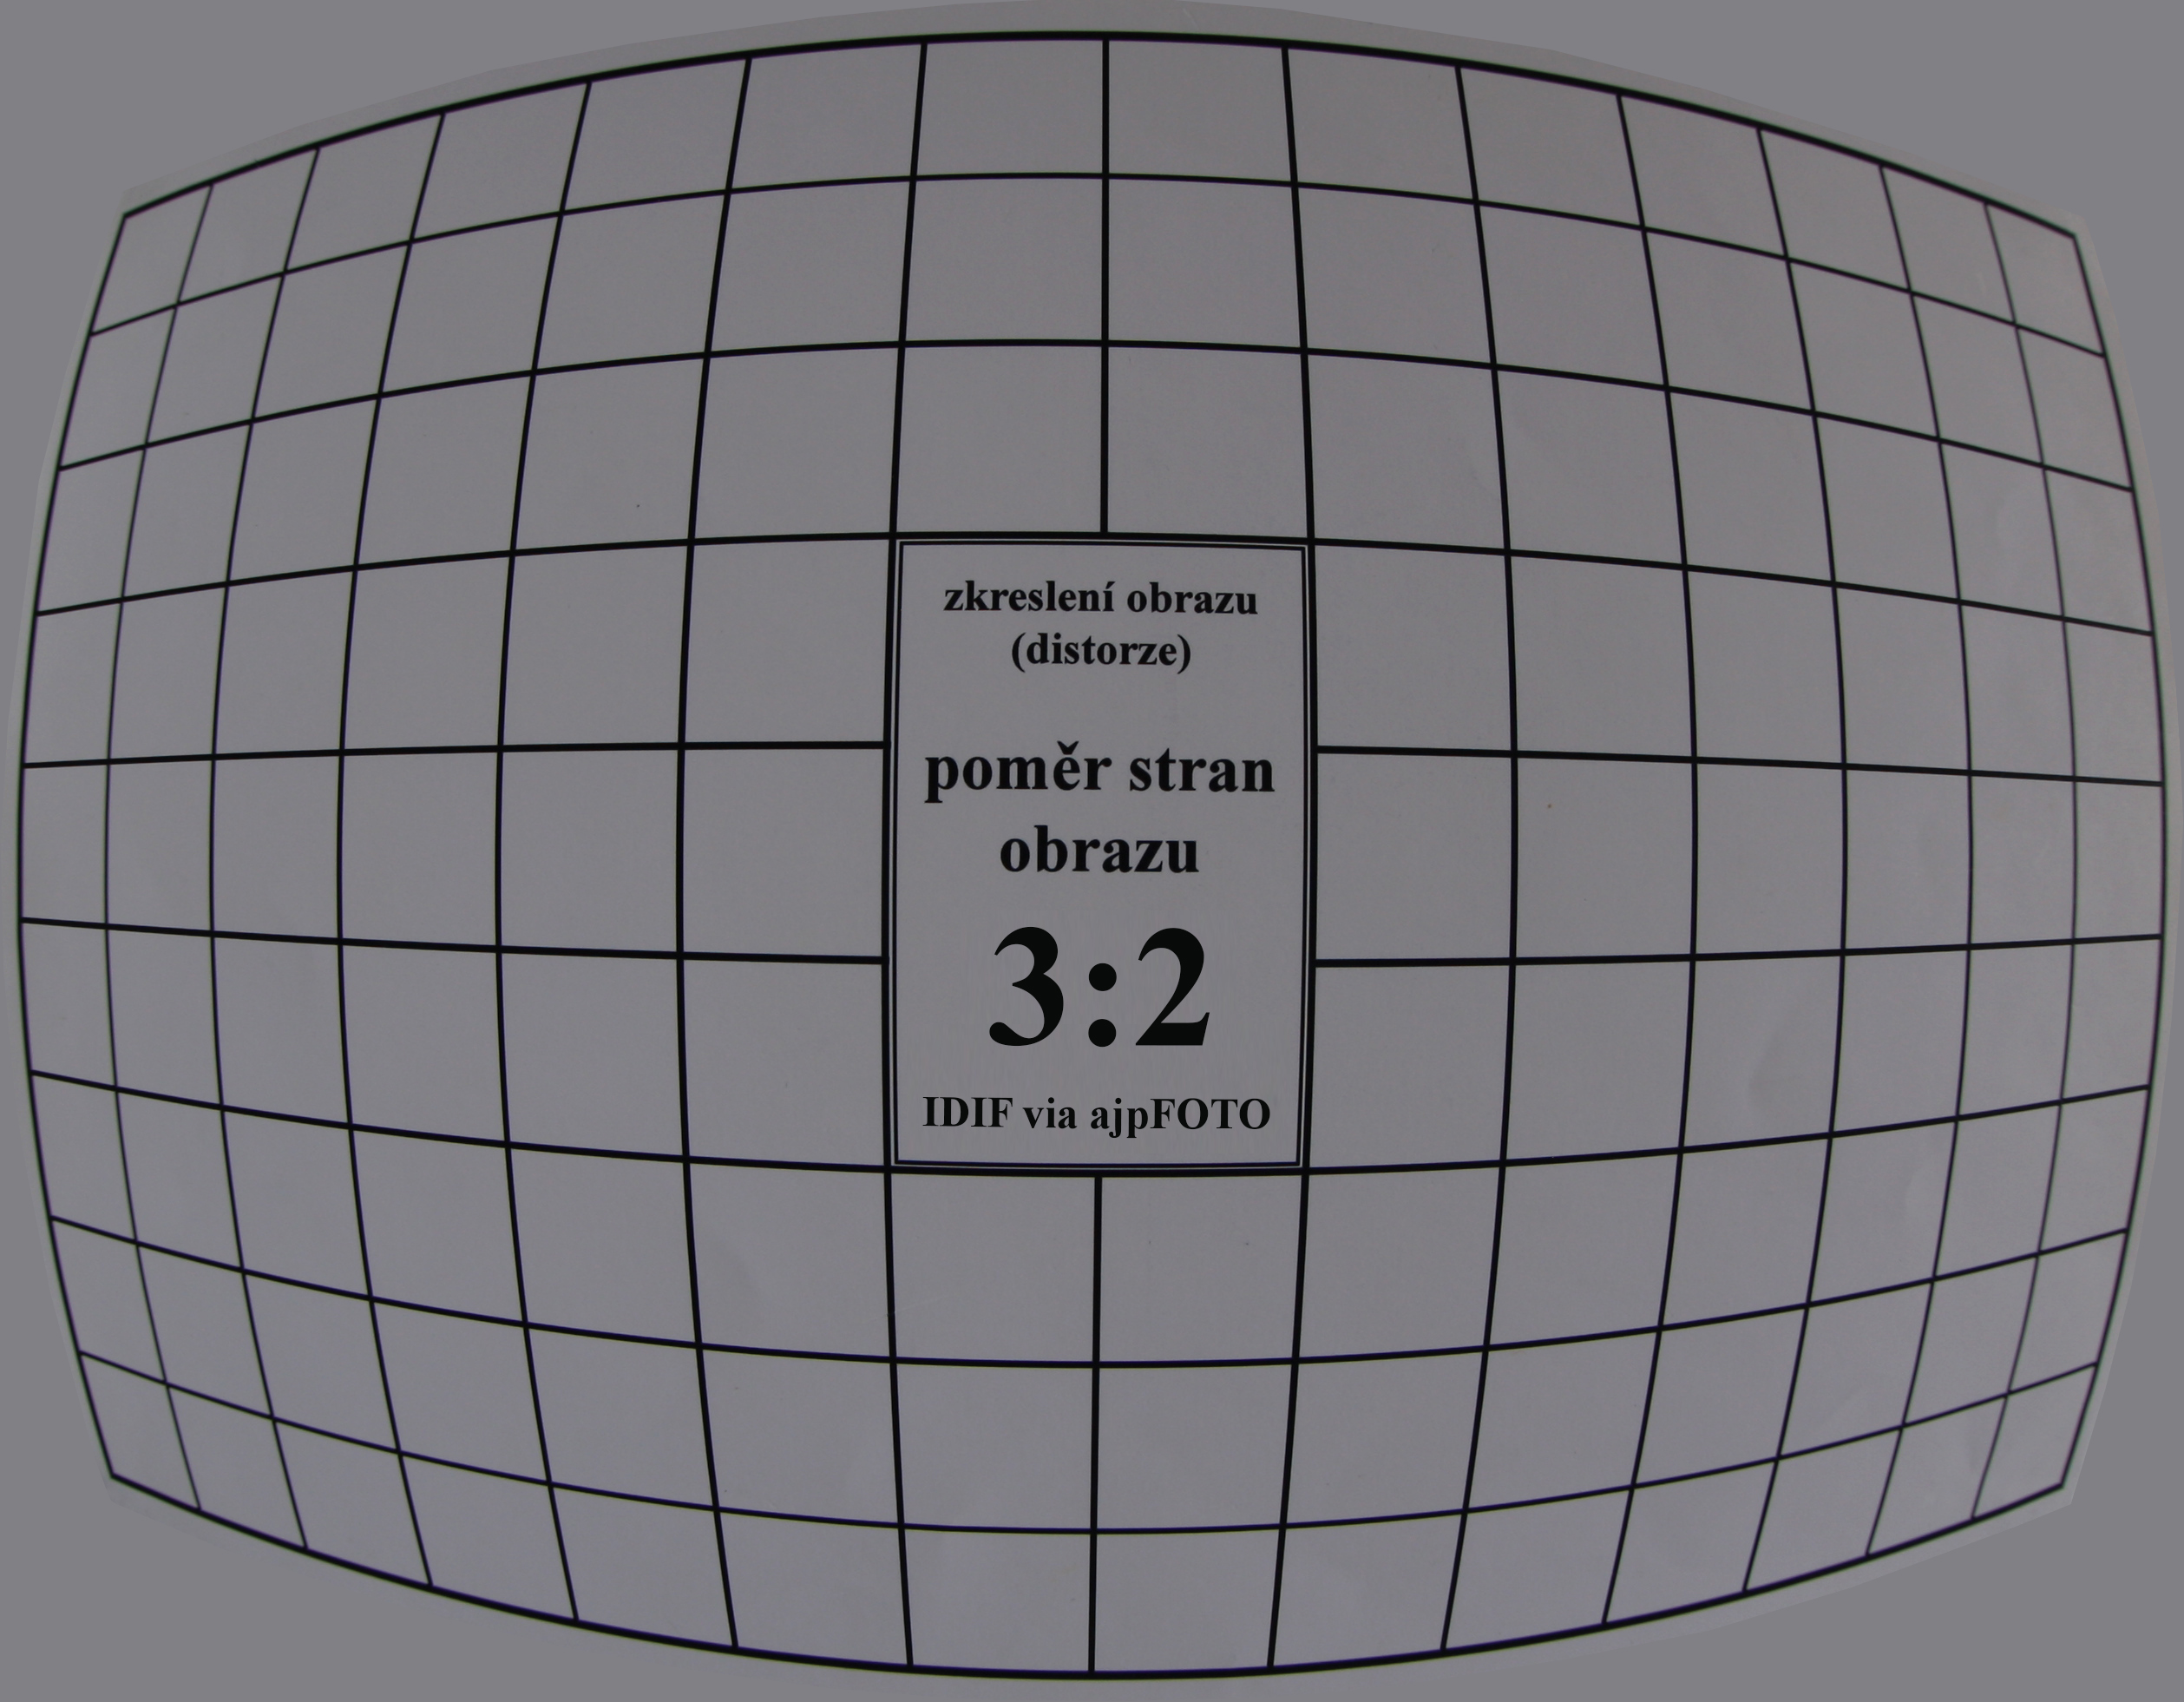 zkreslení obrazu
(distorze)
poměr stran
obrazu
3:2
IDIF via ajpFOTO